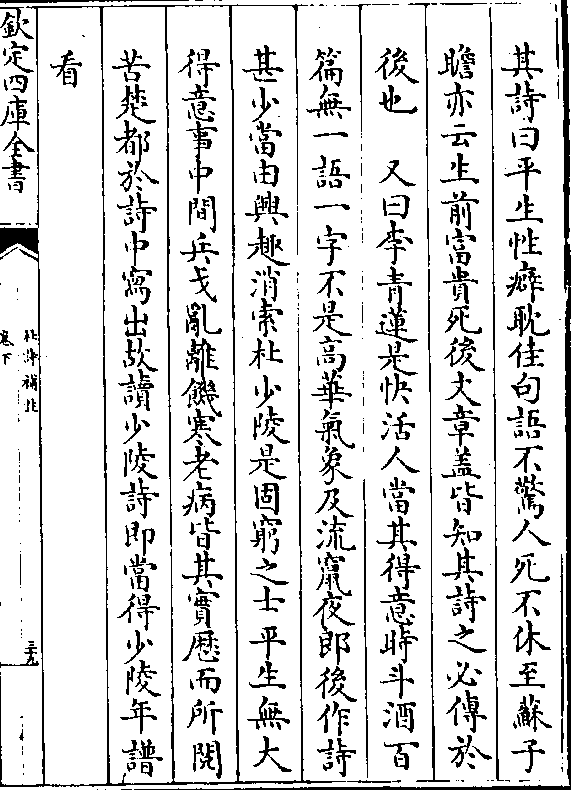 其詩曰平生性癖耽佳句語不驚人死不休至蘇子
瞻亦云生前富貴死後文章蓋皆知其詩之必傳於
後也　又曰李青蓮是快活人當其得意時斗酒百
篇無一語一字不是高華氣象及流竄夜郎後作詩
甚少當由興趣消索杜少陵是固窮之士平生無大
得意事中間兵戈亂離饑寒老病皆其實歷而所閱
苦楚都於詩中寫出故讀少陵詩即當得少陵年譜
看
欽定四庫全書
卷下
三十九